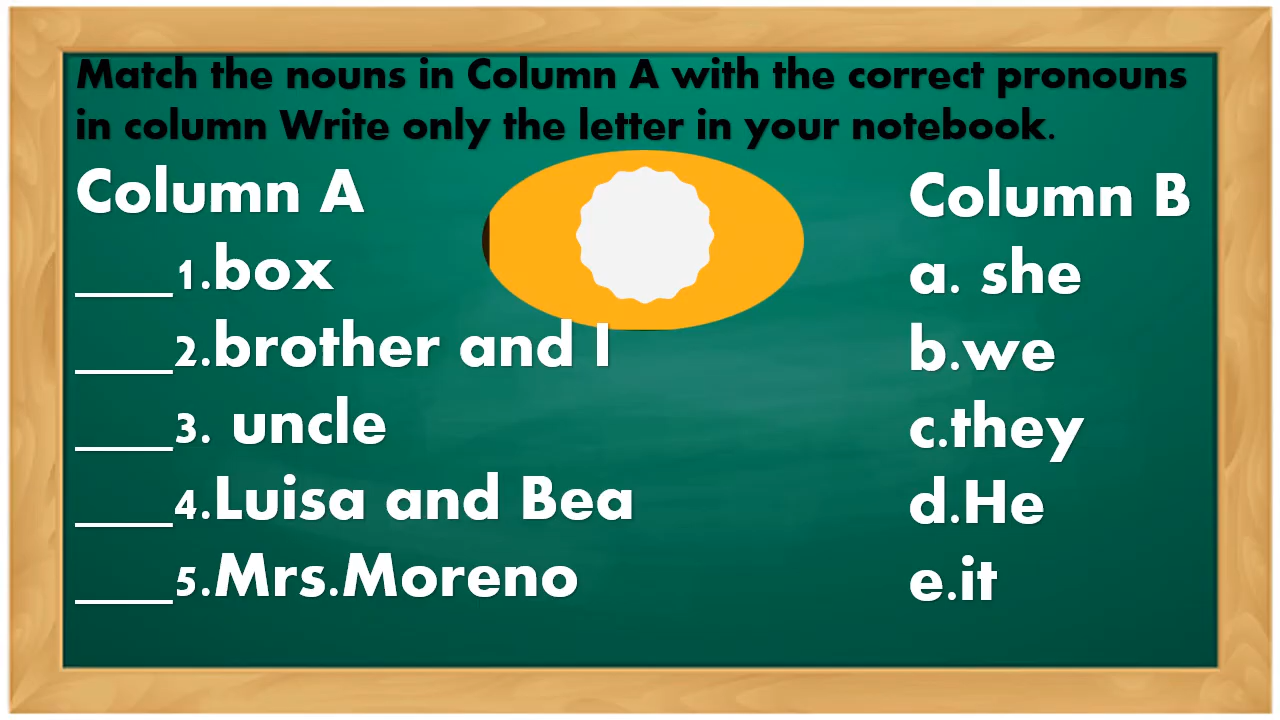 Match the nouns in Column A with the correct pronouns
in column Write only the letter in your notebook.
Column A
____1.box
____2.brother and I
____3. uncle
____4.Luisa and Bea
____5.Mrs.Moreno
Column B
a. she
b.we
c.they
d.He
e.it